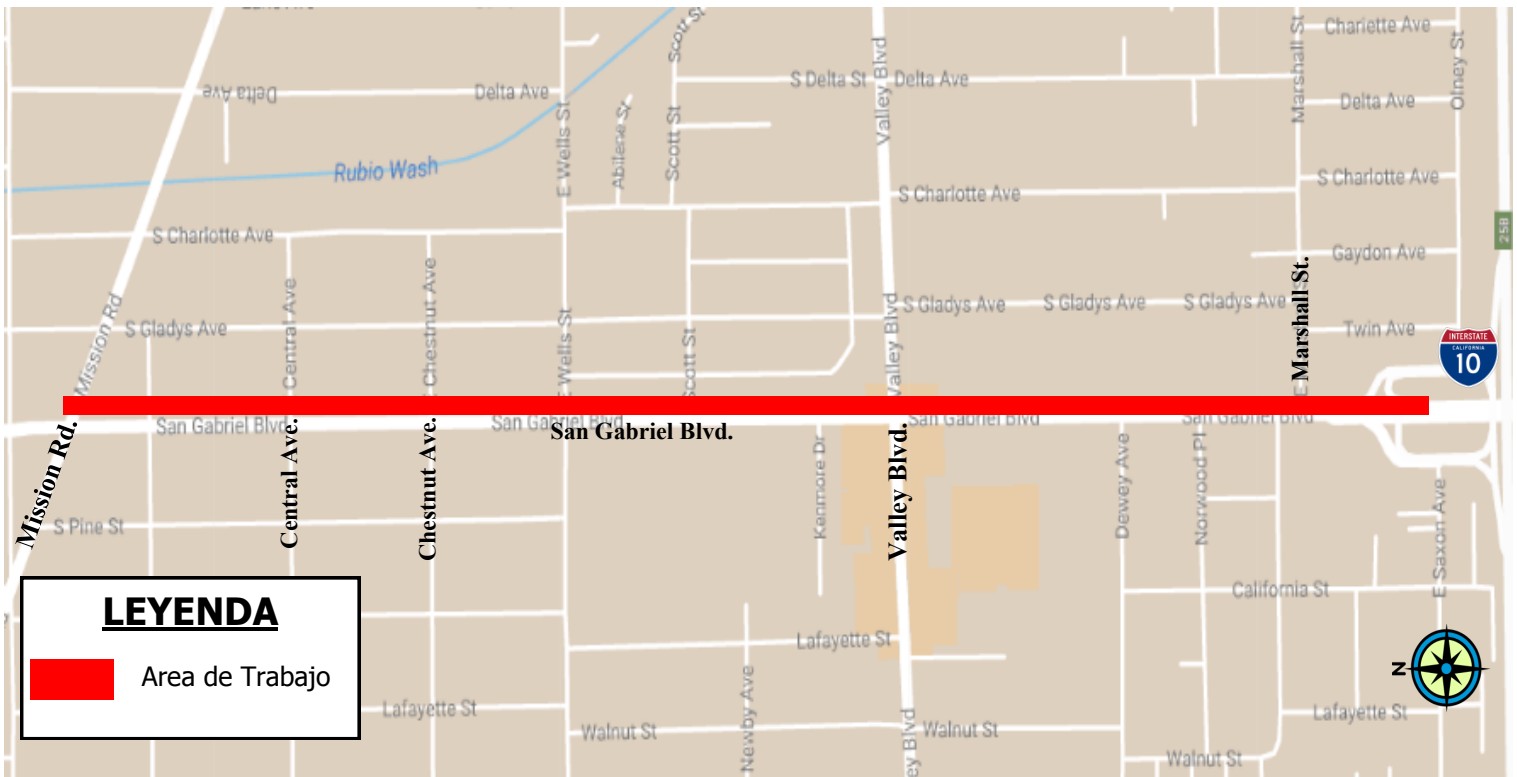 Charlette Ave
Scott St
Valley Blvd
Marshall St
Olney St
S Delta St
Delta Ave
Delta Ave
Delta Ave
Delta Ave
E Wells St
Abilene St
Scott St
Rubio Wash
S Charlotte Ave
S Charlotte Ave
25B
S Charlotte Ave
Gaydon Ave
Central Ave
Chestnut Ave
Marshall St.
Mission Rd
S Gladys Ave
Valley Blvd
S Gladys Ave
S Gladys Ave
S Gladys Ave
Twin Ave
INTERSTATE
CALIFORNIA
10
Wells St
Scott St
E
San Gabriel Blvd
San Gabriel Blvd
San Gabriel Blvd
San Gabriel Blvd
San Gabriel Blvd.
Mission Rd.
Central Ave.
Chestnut Ave.
Valley Blvd.
Kenmore Dr
Dewey Ave
Norwood Pl
E Saxon Ave
S Pine St
California St
LEYENDA
Area de Trabajo
Lafayette St
N
Lafayette St
Newby Ave
Lafayette St
Walnut St
ey Blvd
Walnut St
Walnut St